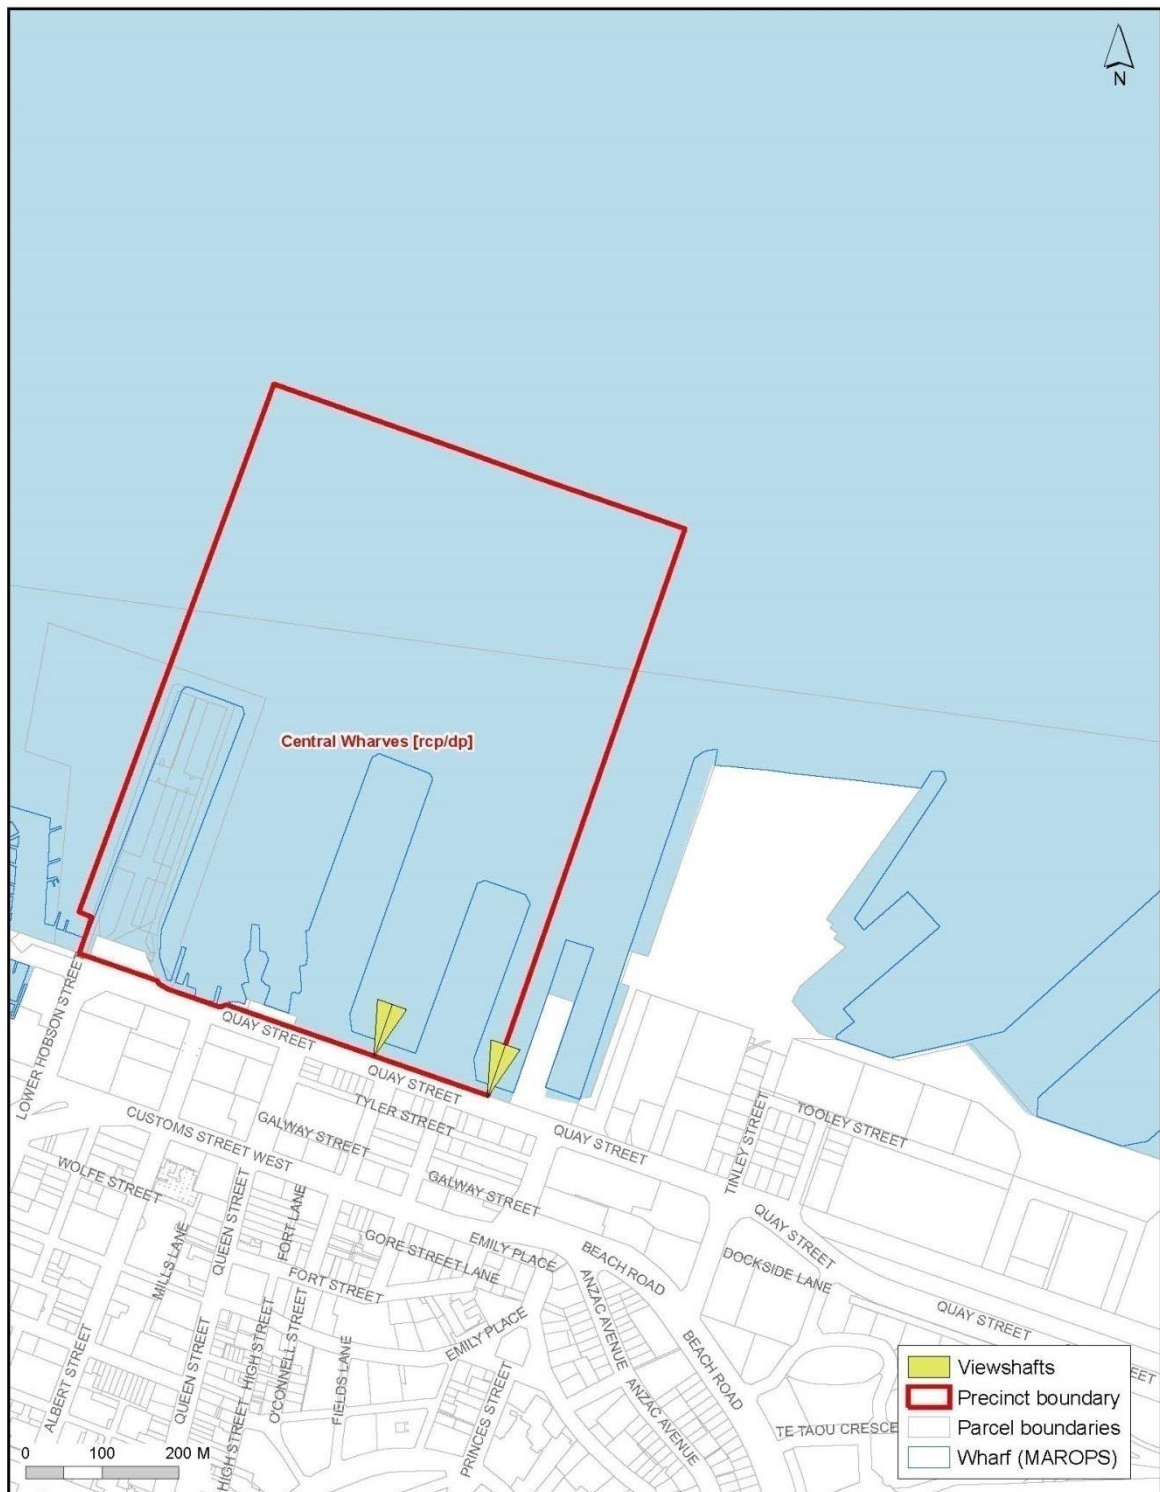 N
Central Wharves [rcp/dp]
QUAY STREET
LOWER HOBSON STREET
QUAY STREET
TYLER STREET
GALWAY STREET
CUSTOMS STREET WEST
WOLFE STREET
QUAY STREET
TOOLEY STREET
TINLEY STREET
GALWAY STREET
QUEEN STREET
FORT LANE
MILLS LANE
GORE STREET LANE
EMILY PLACE
BEACH ROAD
QUAY STREET
DOCKSIDE LANE
FORT STREET
ANZAC AVENUE
EMILY PLACE
QUAY STREET
ALBERT STREET
QUEEN STREET
HIGH STREET
O'CONNELL STREET
FIELDS LANE
BEACH ROAD
PRINCES STREET
ANZAC AVENUE
HIGH STREET
TE TAOU CRESCE
STREET
Viewshafts
Precinct boundary
Parcel boundaries
Wharf (MAROPS)
0 100 200 M